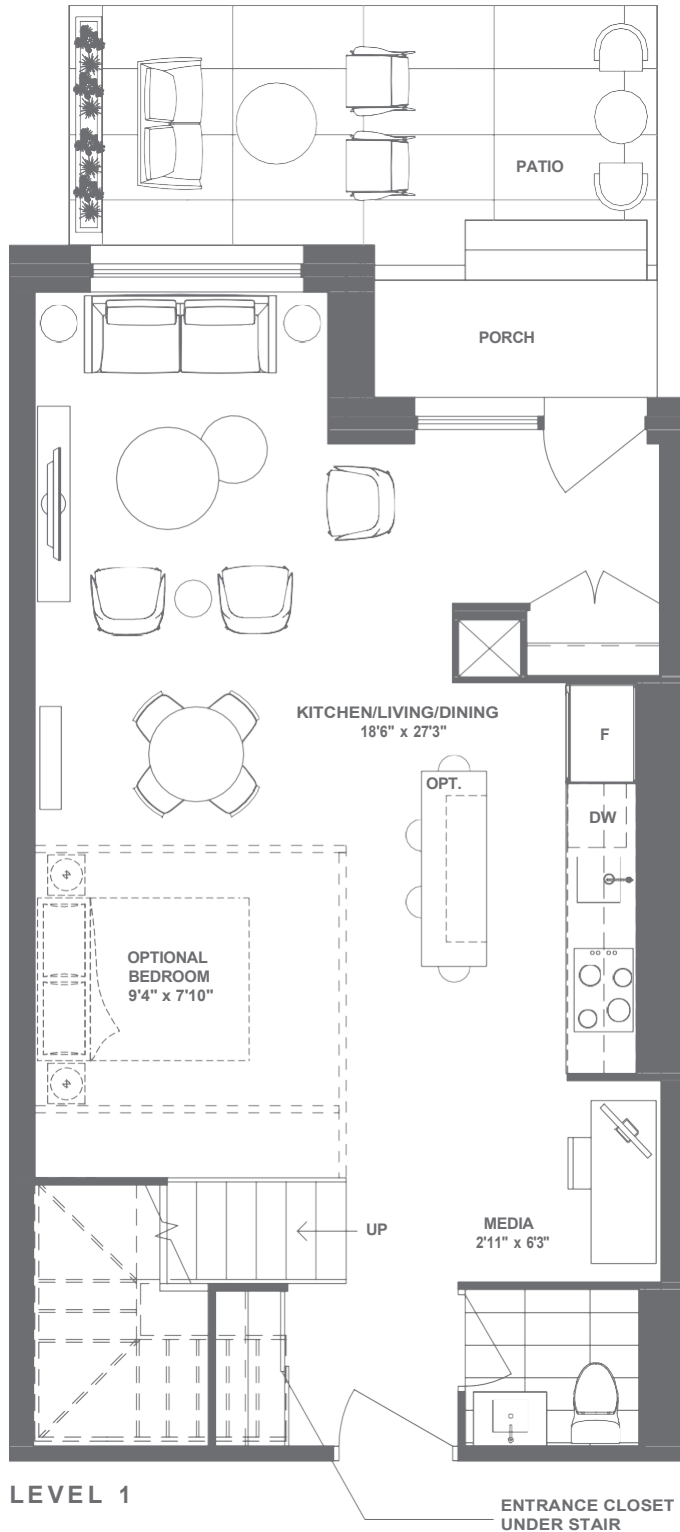 PATIO
PORCH
KITCHEN/LIVING/DINING
18'6" x 27'3"
F
OPT.
DW
OPTIONAL
BEDROOM
9'4" x 7'10"
UP
MEDIA
2'11" x 6'3"
LEVEL 1
ENTRANCE CLOSET
UNDER STAIR